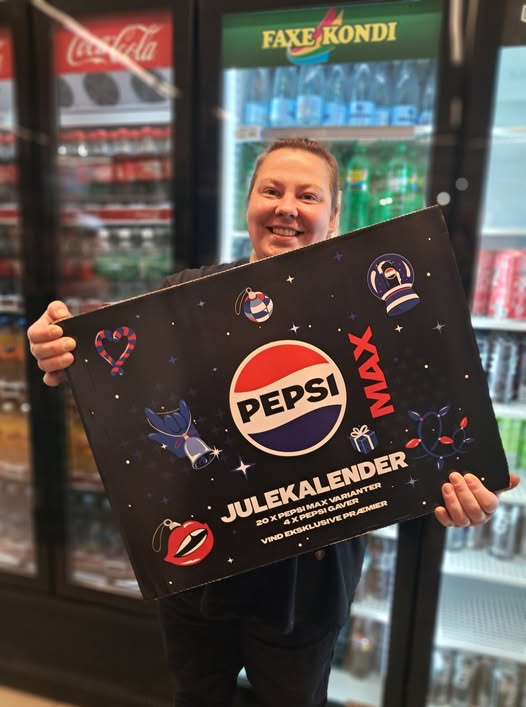 Coca-Cola
FAXE KONDI
PEPSI
MAX
JULEKALENDER
20 X PEPSI MAX VARIANTER
4 X PEPSI GAVER
VIND EKSKLUSIVE PRÆMIER